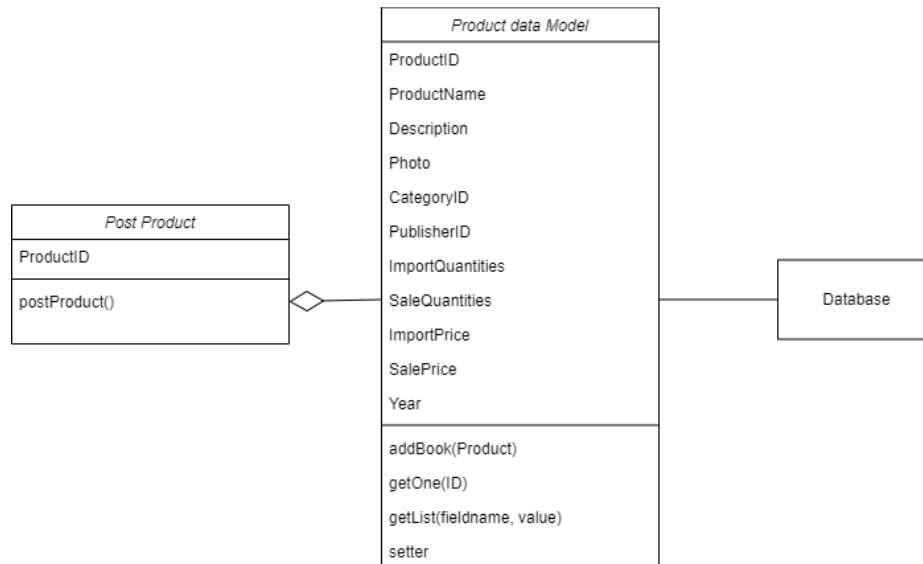 Product data Model
ProductID
ProductName
Description
Photo
CategoryID
PublisherID
ImportQuantities
SaleQuantities
ImportPrice
SalePrice
Year
addBook(Product)
getOne(ID)
getList(fieldname, value)
setter
Post Product
ProductID
postProduct()
Database